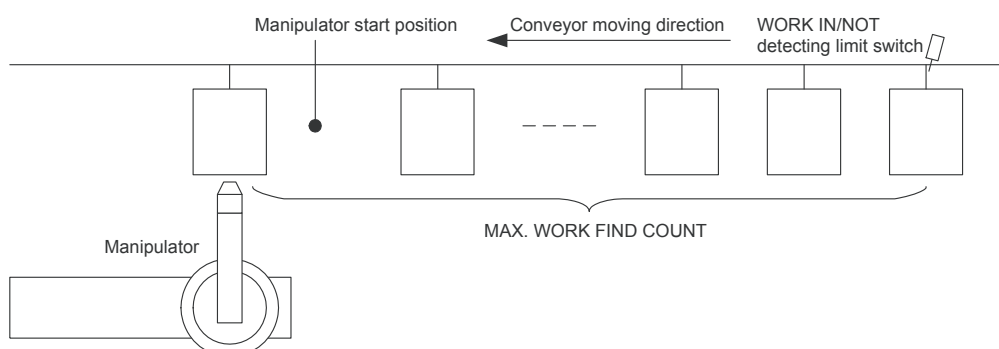 Manipulator start position
Conveyor moving direction
WORK IN/NOT
detecting limit switch
MAX. WORK FIND COUNT
Manipulator